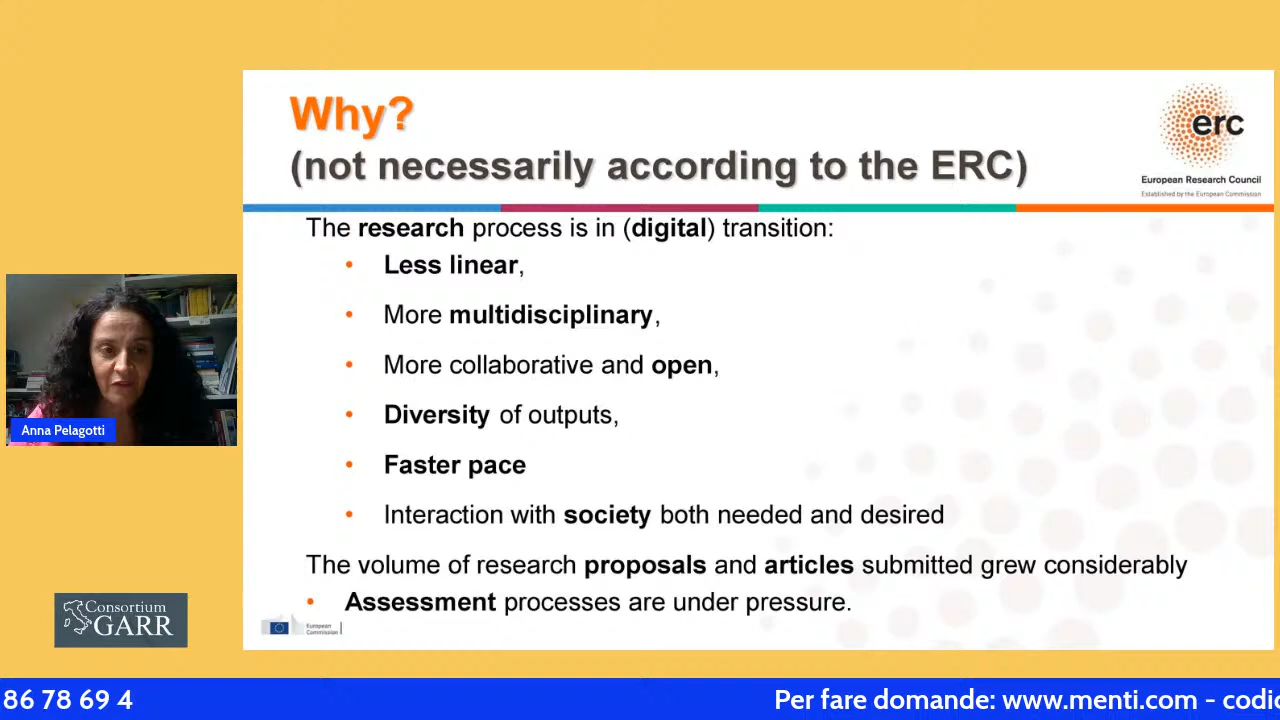 Why?
(not necessarily according to the ERC)
erc
European Research Council
Established by the European Commission
The research process is in (digital) transition:
• Less linear,
• More multidisciplinary,
• More collaborative and open,
• Diversity of outputs,
• Faster pace
• Interaction with society both needed and desired
The volume of research proposals and articles submitted grew considerably
• Assessment processes are under pressure.
European
Commission
Anna Pelagotti
Consortium
GARR
86 78 69 4
Per fare domande: www.menti.com - codic